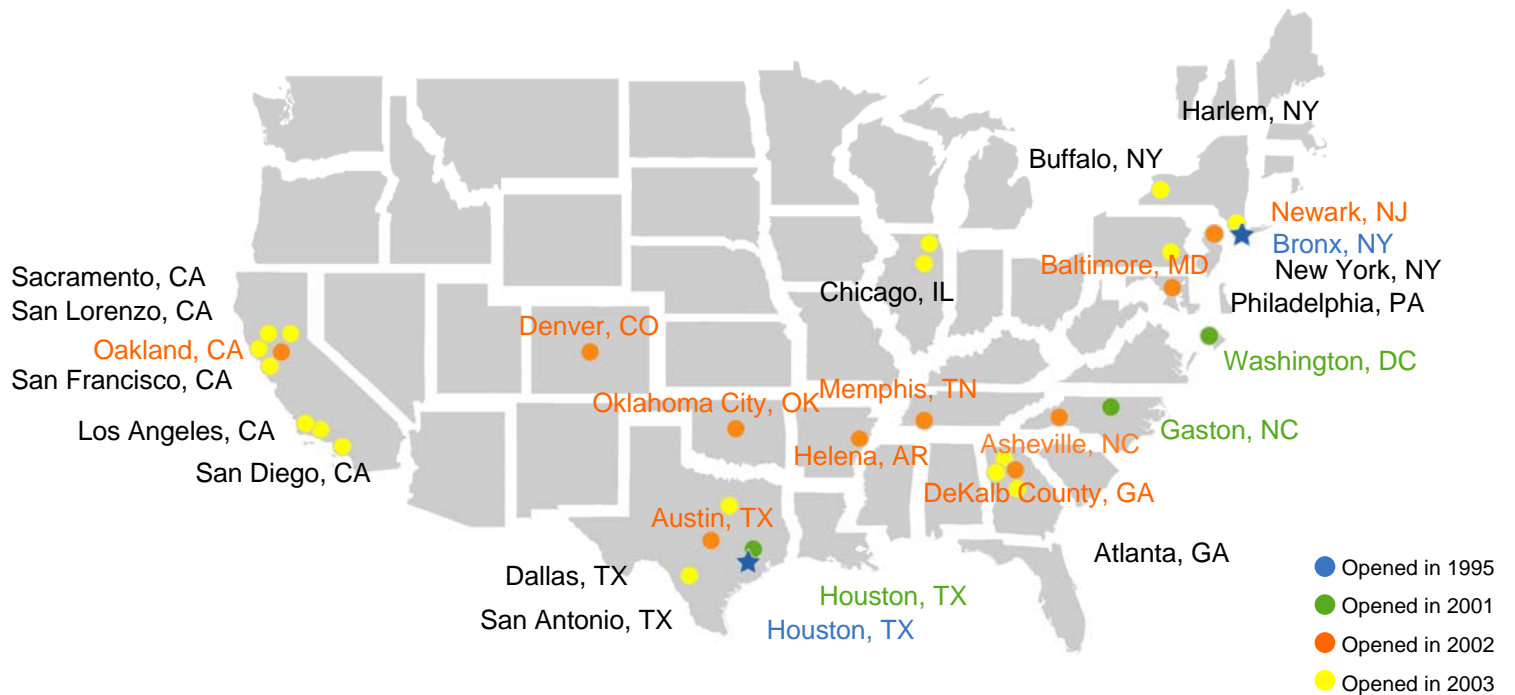 Harlem, NY
Buffalo, NY
Newark, NJ
Bronx, NY
Baltimore, MD
New York, NY
Sacramento, CA
Chicago, IL
Philadelphia, PA
San Lorenzo, CA
Denver, CO
Oakland, CA
Washington, DC
San Francisco, CA
Memphis, TN
Oklahoma City, OK
Los Angeles, CA
Gaston, NC
Asheville, NC
Helena, AR
San Diego, CA
DeKalb County, GA
Austin, TX
Atlanta, GA
Dallas, TX
Houston, TX
San Antonio, TX
Houston, TX
Opened in 1995
Opened in 2001
Opened in 2002
Opened in 2003